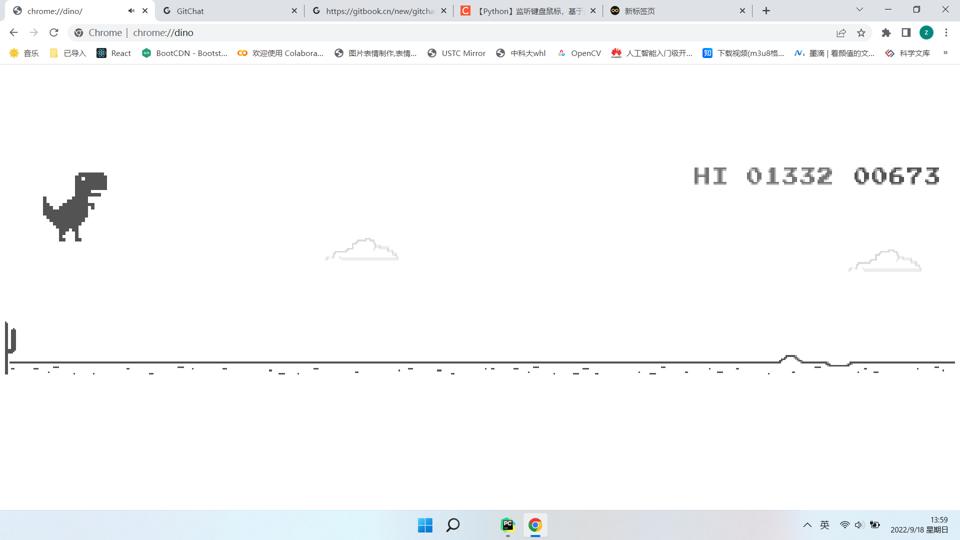 chrome://dino/
GitChat
https://gitbook.cn/new/gitcha
【Python】监听键盘鼠标，基于
新标签页
Chrome | chrome://dino
z
音乐
已导入
React
BootCDN - Bootst...
欢迎使用 Colabora...
图片表情制作,表情...
USTC Mirror
中科大whl
OpenCV
人工智能入门极开...
知
下载视频(m3u8格...
墨滴 | 看颜值的文...
科学文库
»
HI 01332 00673
PC
英
13:59
2022/9/18 星期日